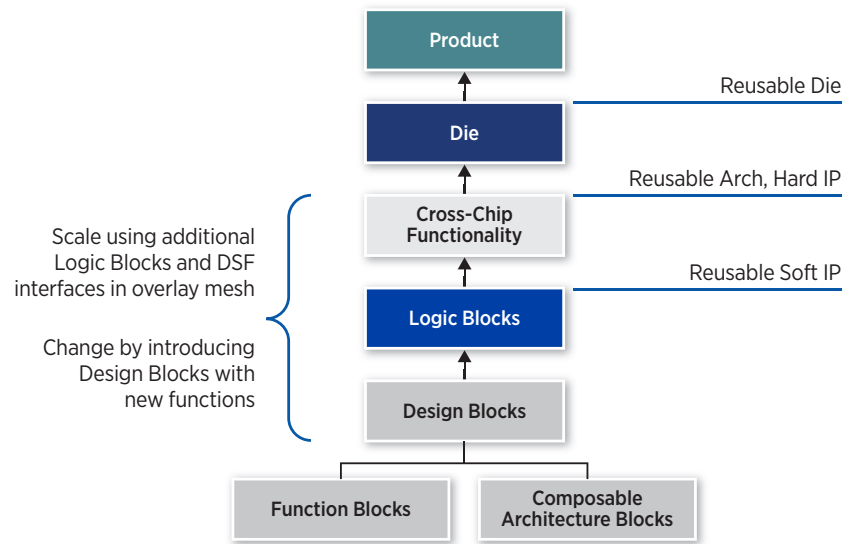 Product
Reusable Die
Die
Reusable Arch, Hard IP
Cross-Chip
Functionality
Scale using additional
Logic Blocks and DSF
interfaces in overlay mesh
Reusable Soft IP
Logic Blocks
Change by introducing
Design Blocks with
new functions
Design Blocks
Function Blocks
Composable
Architecture Blocks